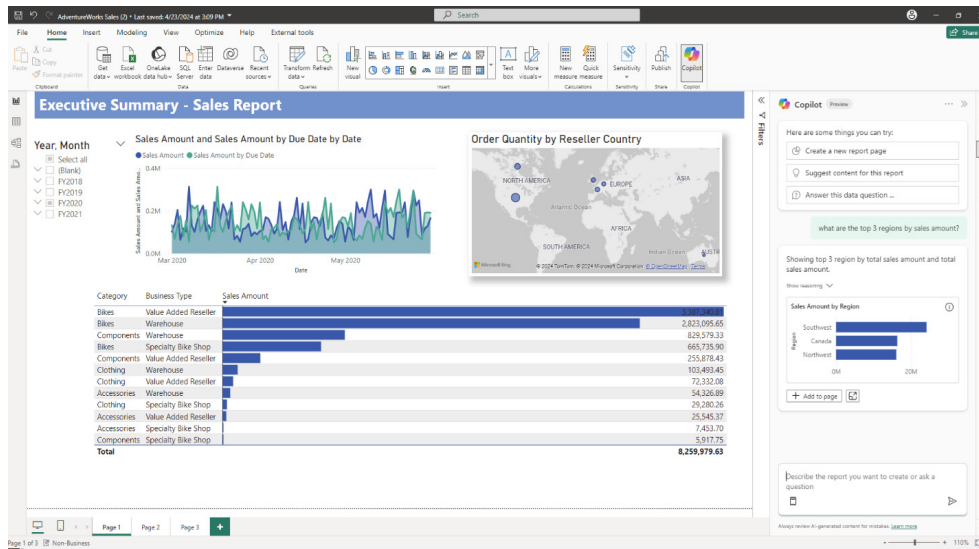 AdventureWorks Sales (2) • Last saved: 4/23/2024 at 3:09 PM
Search
File Home Insert Modeling View Optimize Help External tools
Share
Paste
Cut
Copy
Format painter
Get data
Excel workbook
OneLake data hub
SQL Server
Enter data
Dataverse
Recent sources
Transform data
Refresh
New visual
Text box
More visuals
New measure
Quick measure
Sensitivity
Publish
Copilot
Clipboard Data Queries Insert Calculations Sensitivity Share Copilot
Executive Summary - Sales Report
Filters
Year, Month
Select all
(Blank)
FY2018
FY2019
FY2020
FY2021
Sales Amount and Sales Amount by Due Date by Date
Sales Amount Sales Amount by Due Date
Sales Amount and Sales Amo...
0.4M
0.2M
0.0M
Mar 2020 Apr 2020 May 2020
Date
Order Quantity by Reseller Country
NORTH AMERICA
EUROPE
ASIA
Atlantic Ocean
AFRICA
SOUTH AMERICA
Indian Ocean
AUSTR
Microsoft Bing
© 2024 TomTom, © 2024 Microsoft Corporation, © OpenStreetMap Terms
Category Business Type Sales Amount
Bikes Value Added Reseller
Bikes Warehouse 2,823,095.65
Components Warehouse 829,579.33
Bikes Specialty Bike Shop 665,735.90
Components Value Added Reseller 255,878.43
Clothing Warehouse 103,493.45
Clothing Value Added Reseller 72,332.08
Accessories Warehouse 54,326.89
Clothing Specialty Bike Shop 29,280.26
Accessories Value Added Reseller 25,545.37
Accessories Specialty Bike Shop 7,453.70
Components Specialty Bike Shop 5,917.75
Total 8,259,979.63
Copilot Preview
Here are some things you can try:
Create a new report page
Suggest content for this report
Answer this data question ...
what are the top 3 regions by sales amount?
Showing top 3 region by total sales amount and total
sales amount.
Show reasoning
Sales Amount by Region
Region
Southwest
Canada
Northwest
0M 20M
Add to page
Describe the report you want to create or ask a
question
Always review AI-generated content for mistakes. Learn more
Page 1 Page 2 Page 3
Page 1 of 3 Non-Business
110%